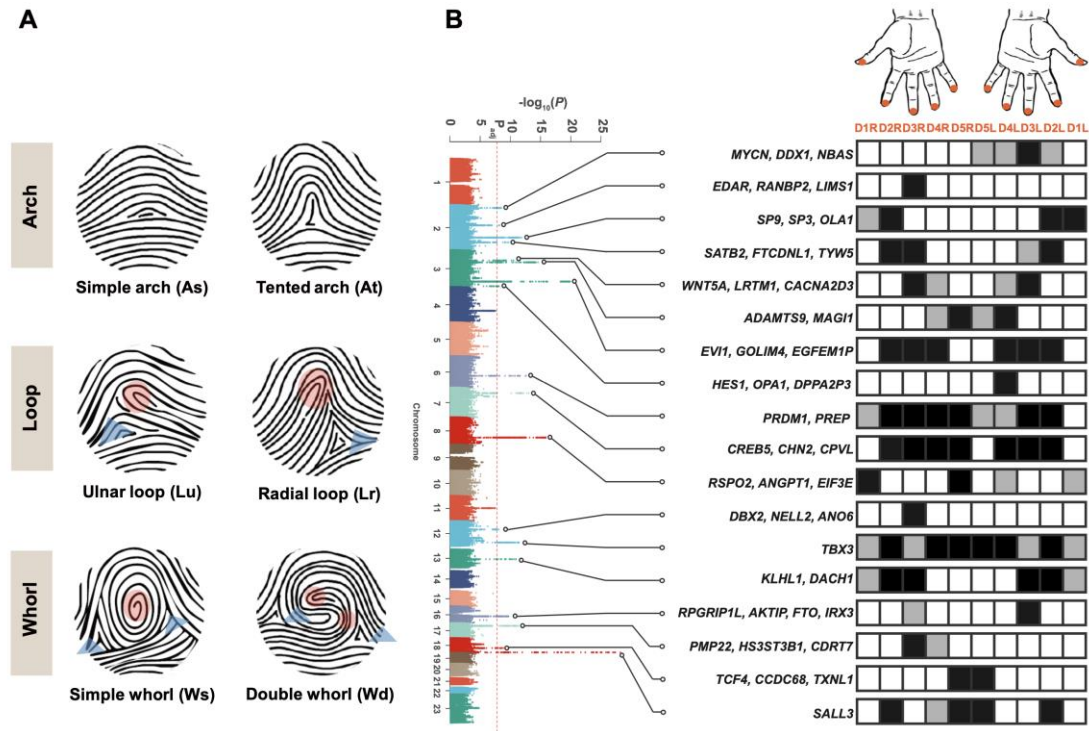 A
B
Arch
Simple arch (As)
Tented arch (At)
Loop
Ulnar loop (Lu)
Radial loop (Lr)
Whorl
Simple whorl (Ws)
Double whorl (Wd)
-log10(P)
0 5 Padj 10 15 20 25
Chromosome
1
2
3
4
5
6
7
8
9
10
11
12
13
14
15
16
17
18
19
20
21
22
23
D1R D2R D3R D4R D5R D5L D4L D3L D2L D1L
MYCN, DDX1, NBAS
EDAR, RANBP2, LIMS1
SP9, SP3, OLA1
SATB2, FTCDNL1, TYW5
WNT5A, LRTM1, CACNA2D3
ADAMTS9, MAGI1
EVI1, GOLIM4, EGFEM1P
HES1, OPA1, DPPA2P3
PRDM1, PREP
CREB5, CHN2, CPVL
RSPO2, ANGPT1, EIF3E
DBX2, NELL2, ANO6
TBX3
KLHL1, DACH1
RPGRIP1L, AKTIP, FTO, IRX3
PMP22, HS3ST3B1, CDRT7
TCF4, CCDC68, TXNL1
SALL3